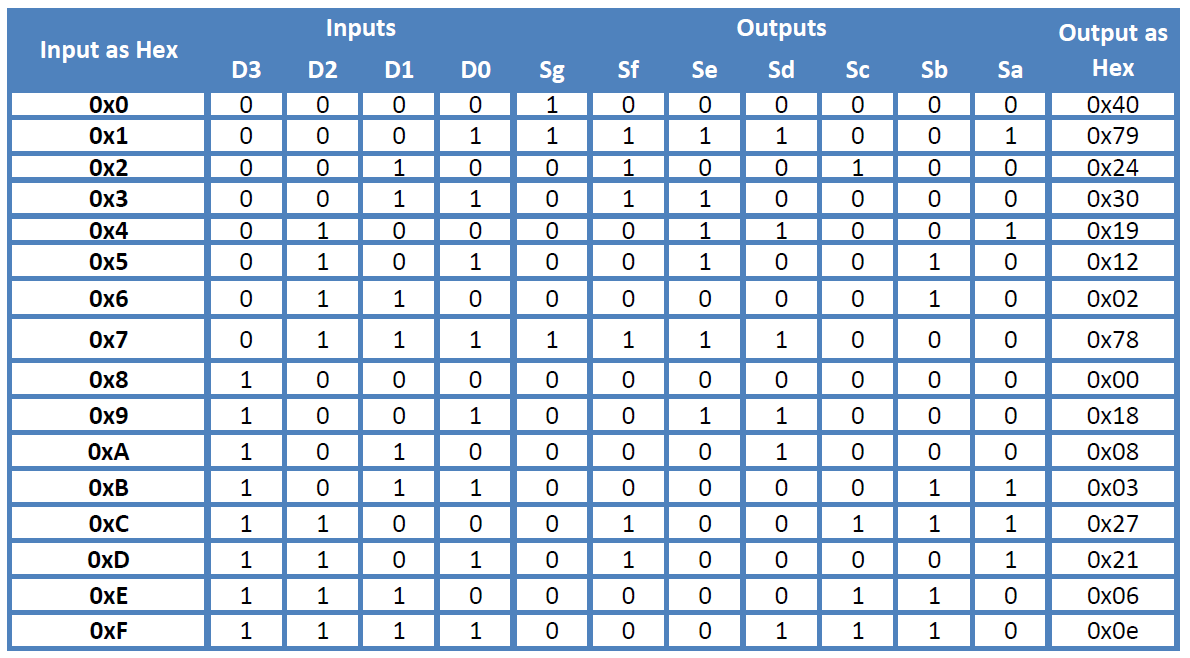 Inputs Outputs
Input as Hex D3 D2 D1 D0 Sg Sf Se Sd Sc Sb Sa Output as Hex
0x0 0 0 0 0 1 0 0 0 0 0 0 0x40
0x1 0 0 0 1 1 1 1 1 0 0 1 0x79
0x2 0 0 1 0 0 1 0 0 1 0 0 0x24
0x3 0 0 1 1 0 1 1 0 0 0 0 0x30
0x4 0 1 0 0 0 0 1 1 0 0 1 0x19
0x5 0 1 0 1 0 0 1 0 0 1 0 0x12
0x6 0 1 1 0 0 0 0 0 0 1 0 0x02
0x7 0 1 1 1 1 1 1 1 0 0 0 0x78
0x8 1 0 0 0 0 0 0 0 0 0 0 0x00
0x9 1 0 0 1 0 0 1 1 0 0 0 0x18
0xA 1 0 1 0 0 0 0 1 0 0 0 0x08
0xB 1 0 1 1 0 0 0 0 0 1 1 0x03
0xC 1 1 0 0 0 1 0 0 1 1 1 0x27
0xD 1 1 0 1 0 1 0 0 0 0 1 0x21
0xE 1 1 1 0 0 0 0 0 1 1 0 0x06
0xF 1 1 1 1 0 0 0 1 1 1 0 0x0e